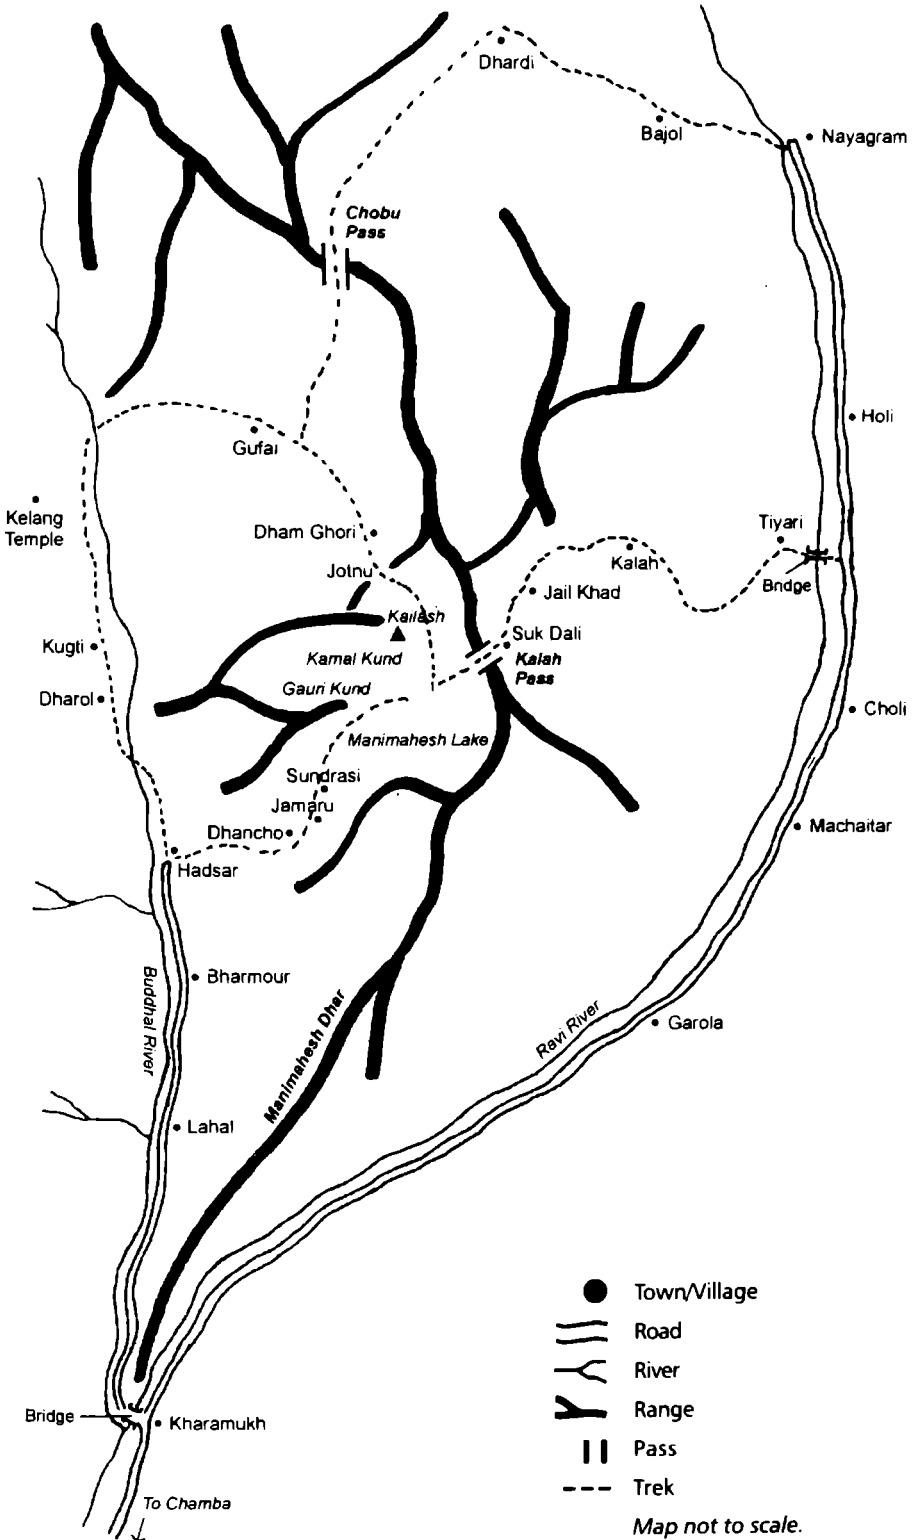 Dhardi
Bajol
Nayagram
Chobu
Pass
Holi
Gufai
Kelang
Temple
Dham Ghori
Tiyari
Jotnu
Kalah
Bridge
Jail Khad
Kailash
Suk Dali
Kugti
Kamal Kund
Kalah
Pass
Gauri Kund
Dharol
Choli
Manimahesh Lake
Sundrasi
Jamaru
Machaitar
Dhancho
Hadsar
Bharmour
Buddhal River
Manimahesh Dhar
Ravi River
Garola
Lahal
Town/Village
Road
River
Range
Bridge
Kharamukh
Pass
Trek
To Chamba
Map not to scale.